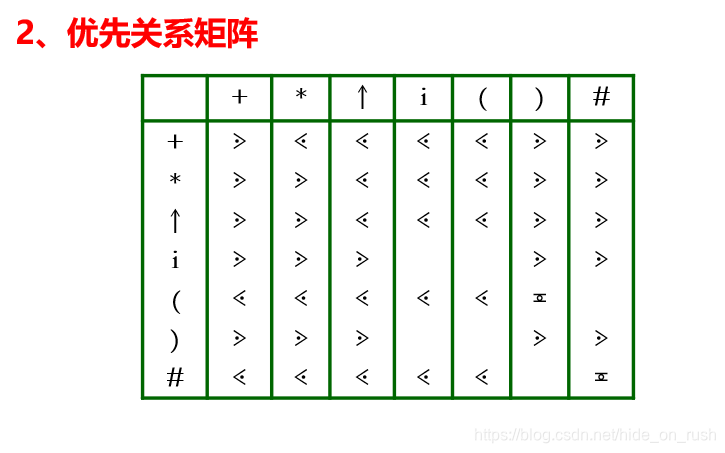 2、优先关系矩阵
+ * ↑ i ( ) #
+ ⋗ ⋖ ⋖ ⋖ ⋖ ⋗ ⋗
* ⋗ ⋗ ⋖ ⋖ ⋖ ⋗ ⋗
↑ ⋗ ⋗ ⋖ ⋖ ⋖ ⋗ ⋗
i ⋗ ⋗ ⋗ ⋗ ⋗
( ⋖ ⋖ ⋖ ⋖ ⋖ ≖
) ⋗ ⋗ ⋗ ⋗ ⋗
# ⋖ ⋖ ⋖ ⋖ ⋖ ≖
https://blog.csdn.net/hide_on_rush